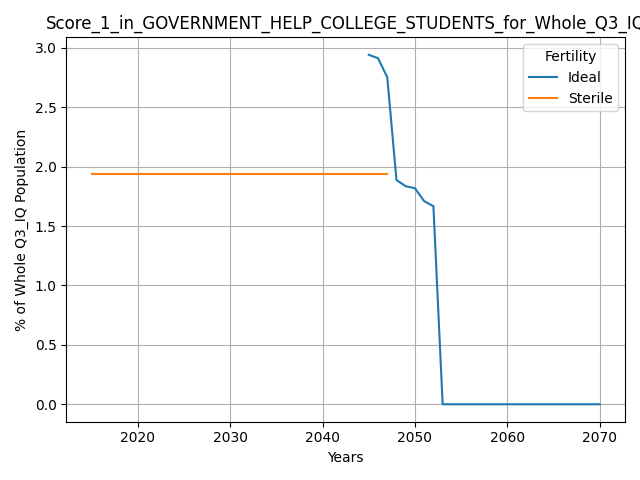 Score_1_in_GOVERNMENT_HELP_COLLEGE_STUDENTS_for_Whole_Q3_IQ
3.0
2.5
2.0
1.5
1.0
0.5
0.0
% of Whole Q3_IQ Population
Fertility
Ideal
Sterile
2020 2030 2040 2050 2060 2070
Years